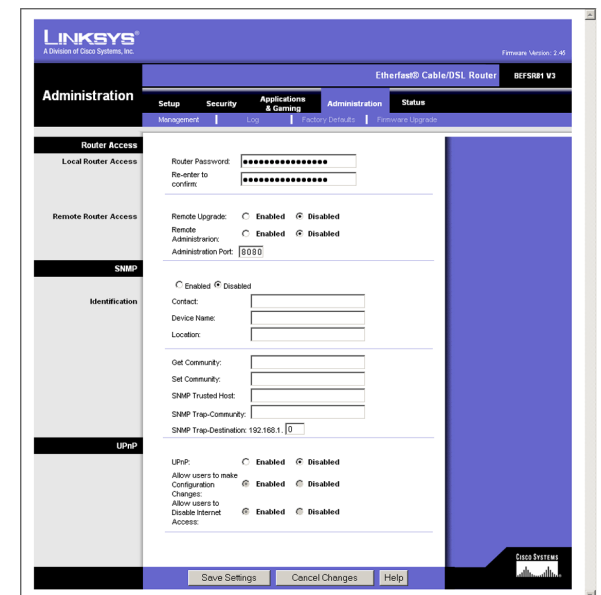 LINKSYS®
A Division of Cisco Systems, Inc.
Firmware Version: 2.46
Etherfast® Cable/DSL Router
BEFSR81 V3
Administration
Setup
Security
Applications & Gaming
Administration
Status
Management
Log
Factory Defaults
Firmware Upgrade
Router Access
Local Router Access
Router Password:
Re-enter to
confirm:
Remote Router Access
Remote Upgrade:
Enabled
Disabled
Remote
Administrarion:
Enabled
Disabled
Administration Port:
8080
SNMP
Enabled
Disabled
Identification
Contact:
Device Name:
Location:
Get Community:
Set Community:
SNMP Trusted Host:
SNMP Trap-Community:
SNMP Trap-Destination: 192.168.1.
0
UPnP
UPnP:
Enabled
Disabled
Allow users to make
Configuration
Changes:
Enabled
Disabled
Allow users to
Disable Internet
Access:
Enabled
Disabled
CISCO SYSTEMS
Save Settings
Cancel Changes
Help